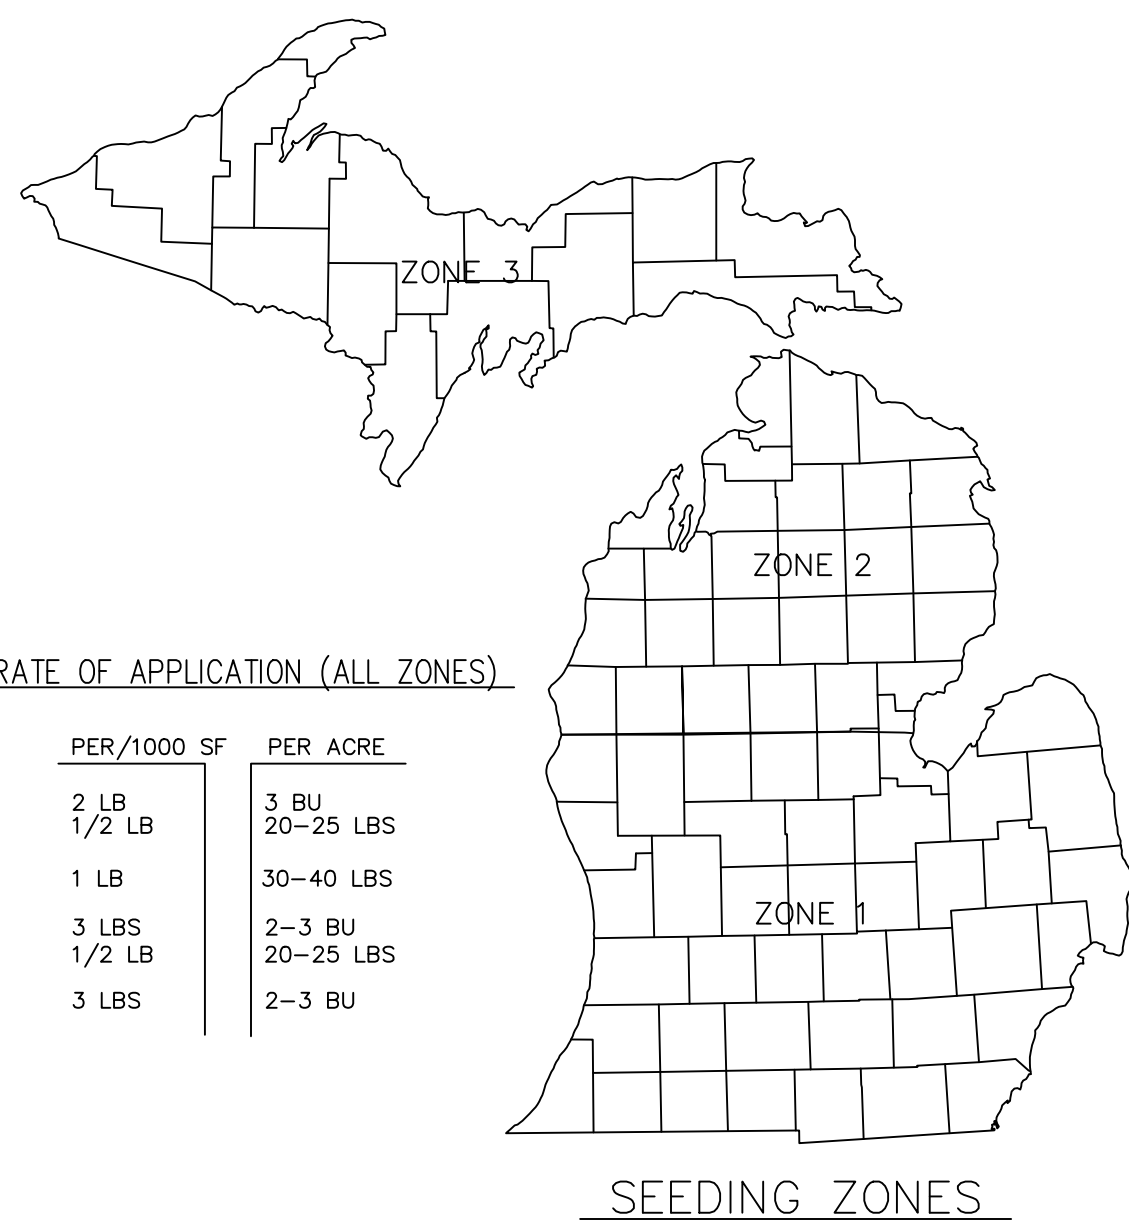 ZONE 3
ZONE 2
RATE OF APPLICATION (ALL ZONES)
PER/1000 SF PER ACRE
2 LB 3 BU
1/2 LB 20-25 LBS
1 LB 30-40 LBS
3 LBS 2-3 BU
1/2 LB 20-25 LBS
3 LBS 2-3 BU
ZONE 1
SEEDING ZONES